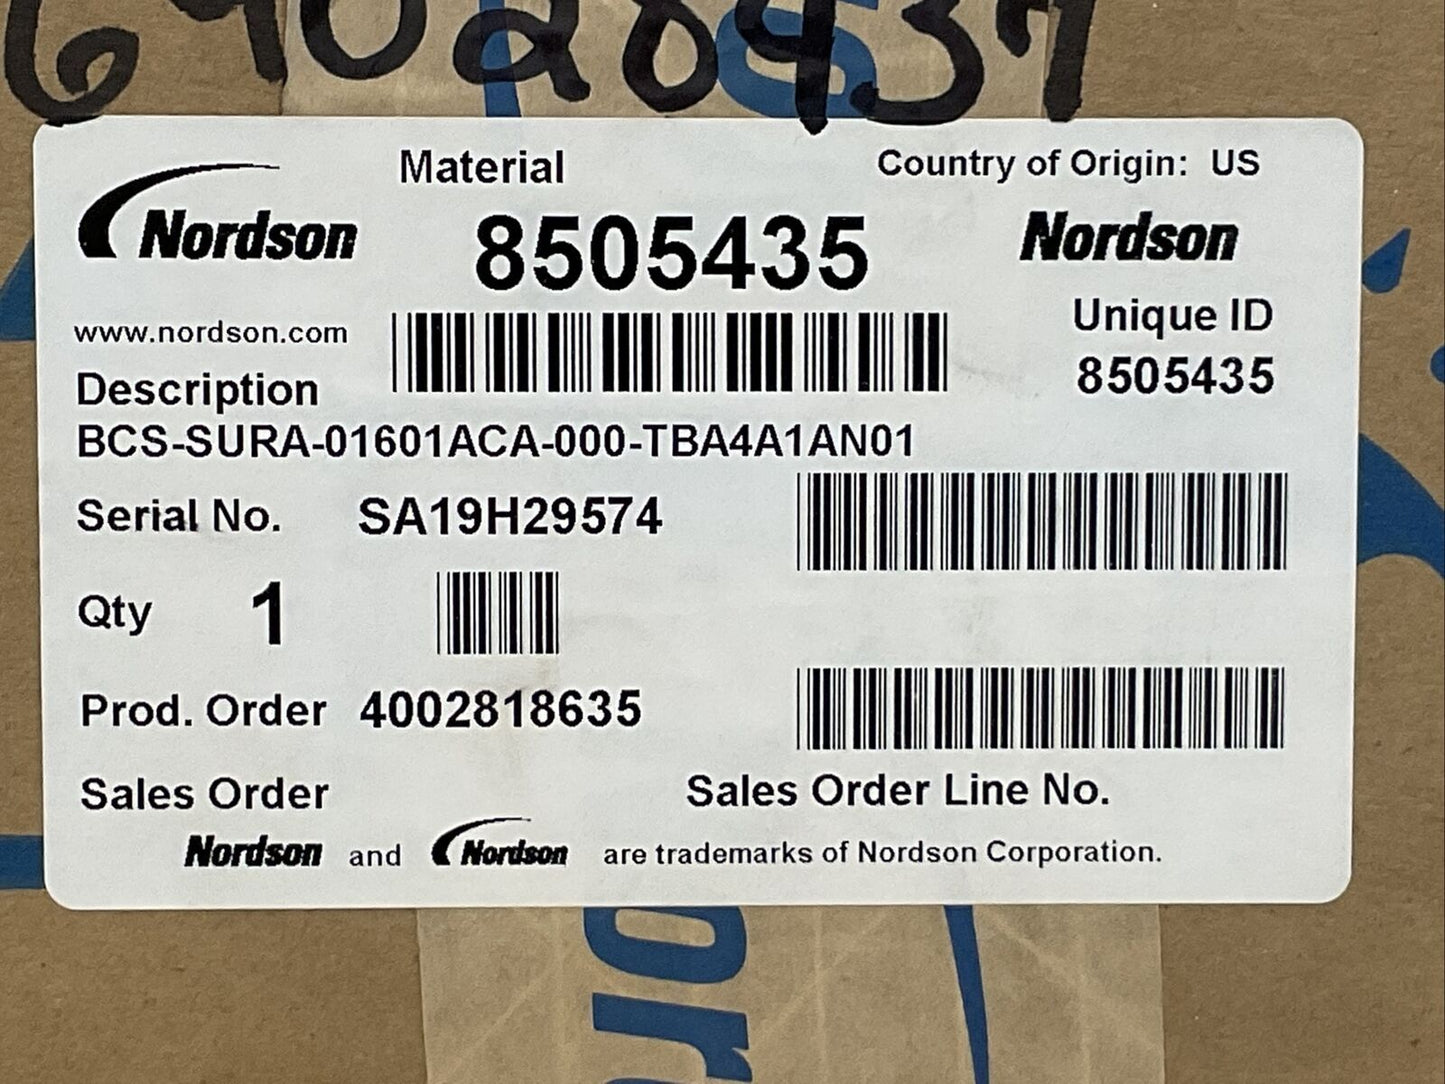 Material
Country of Origin: US
Nordson
8505435
Nordson
www.nordson.com
Unique ID
8505435
Description
BCS-SURA-01601ACA-000-TBA4A1AN01
Serial No. SA19H29574
Qty 1
Prod. Order 4002818635
Sales Order
Sales Order Line No.
Nordson and Nordson are trademarks of Nordson Corporation.